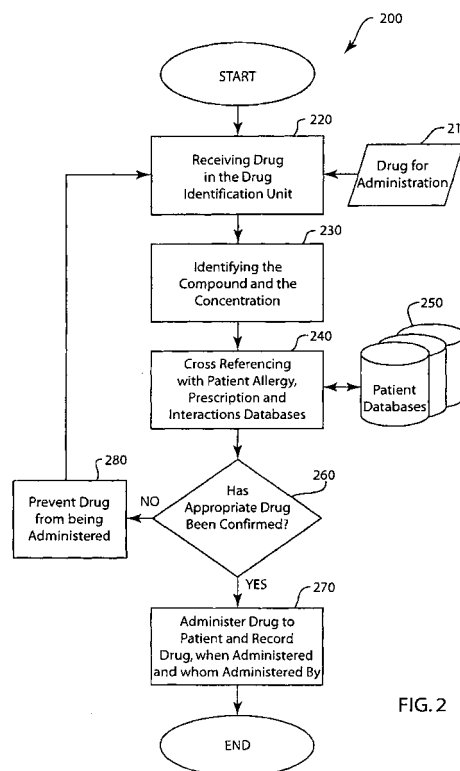 200
START
220
Receiving Drug
in the Drug
Identification Unit
21
Drug for
Administration
230
Identifying the
Compound and the
Concentration
240
Cross Referencing
with Patient Allergy,
Prescription and
Interactions Databases
250
Patient
Databases
260
Has
Appropriate Drug
Been Confirmed?
NO
280
Prevent Drug
from being
Administered
YES
270
Administer Drug to
Patient and Record
Drug, when Administered
and whom Administered By
END
FIG. 2